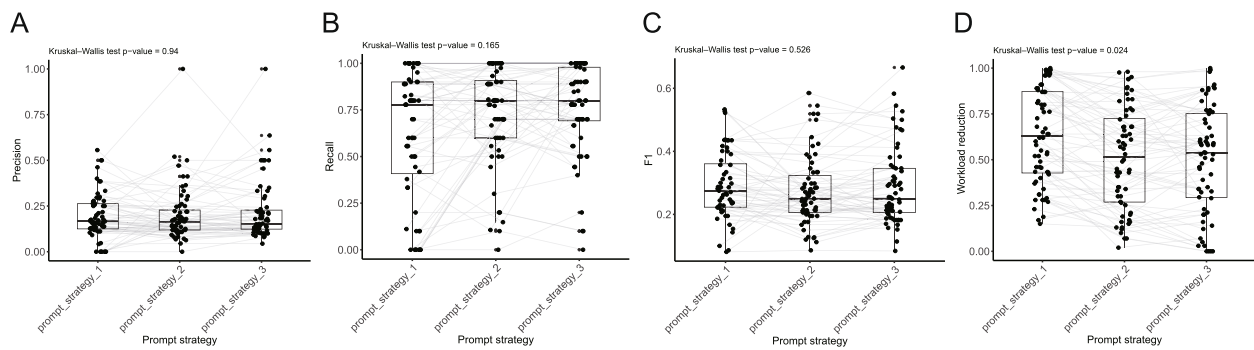 A
Kruskal–Wallis test p−value = 0.94
Precision
1.00
0.75
0.50
0.25
0.00
prompt_strategy_1
prompt_strategy_2
prompt_strategy_3
Prompt strategy
B
Kruskal–Wallis test p−value = 0.165
Recall
1.00
0.75
0.50
0.25
0.00
prompt_strategy_1
prompt_strategy_2
prompt_strategy_3
Prompt strategy
C
Kruskal–Wallis test p−value = 0.526
F1
0.6
0.4
0.2
prompt_strategy_1
prompt_strategy_2
prompt_strategy_3
Prompt strategy
D
Kruskal–Wallis test p−value = 0.024
Workload reduction
1.00
0.75
0.50
0.25
0.00
prompt_strategy_1
prompt_strategy_2
prompt_strategy_3
Prompt strategy